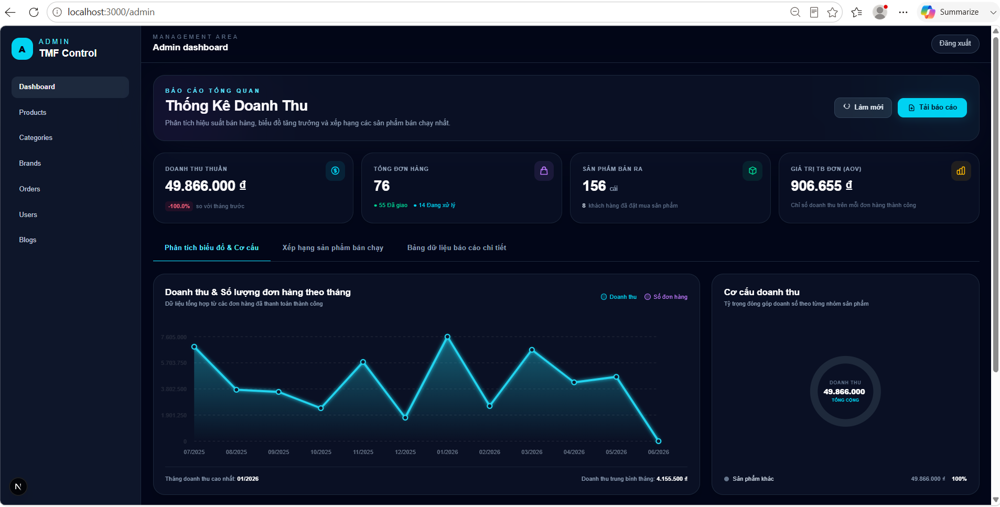 localhost:3000/admin
Summarize
A
ADMIN
TMF Control
Dashboard
Products
Categories
Brands
Orders
Users
Blogs
N
MANAGEMENT AREA
Admin dashboard
Đăng xuất
BÁO CÁO TỔNG QUAN
Thống Kê Doanh Thu
Phân tích hiệu suất bán hàng, biểu đồ tăng trưởng và xếp hạng các sản phẩm bán chạy nhất.
Làm mới
Tải báo cáo
DOANH THU THUẦN
49.866.000 ₫
-100.0% so với tháng trước
TỔNG ĐƠN HÀNG
76
55 Đã giao
14 Đang xử lý
SẢN PHẨM BÁN RA
156 cái
8 khách hàng đã đặt mua sản phẩm
GIÁ TRỊ TB ĐƠN (AOV)
906.655 ₫
Chỉ số doanh thu trên mỗi đơn hàng thành công
Phân tích biểu đồ & Cơ cấu
Xếp hạng sản phẩm bán chạy
Bảng dữ liệu báo cáo chi tiết
Doanh thu & Số lượng đơn hàng theo tháng
Dữ liệu tổng hợp từ các đơn hàng đã thanh toán thành công
Doanh thu
Số đơn hàng
7.605.000
5.703.750
3.802.500
1.901.250
0
07/2025
08/2025
09/2025
10/2025
11/2025
12/2025
01/2026
02/2026
03/2026
04/2026
05/2026
06/2026
Tháng doanh thu cao nhất: 01/2026
Doanh thu trung bình tháng: 4.155.500 ₫
Cơ cấu doanh thu
Tỷ trọng đóng góp doanh số theo từng nhóm sản phẩm
DOANH THU
49.866.000
TỔNG CỘNG
Sản phẩm khác
49.866.000 ₫ 100%